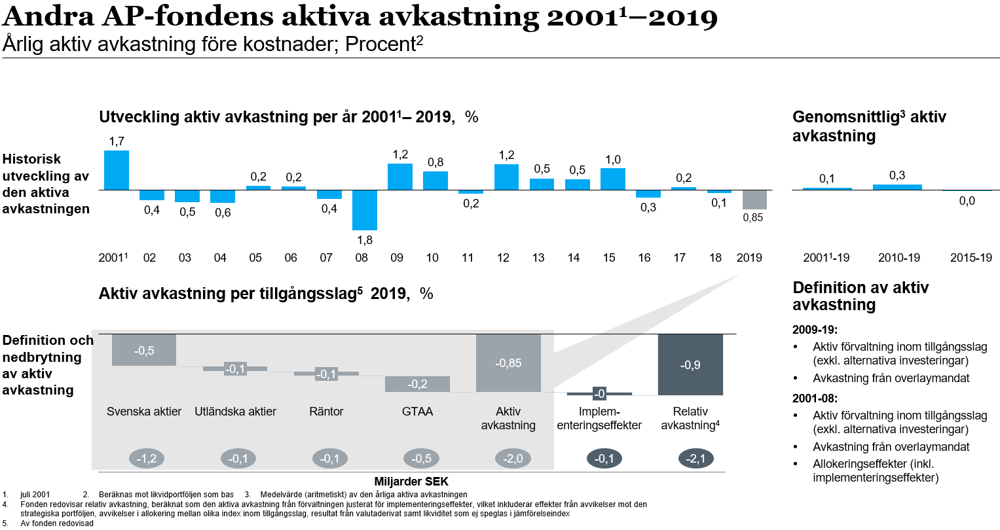 Andra AP-fondens aktiva avkastning 2001¹–2019
Årlig aktiv avkastning före kostnader; Procent²
Utveckling aktiv avkastning per år 2001¹– 2019, %
Genomsnittlig³ aktiv
avkastning
Historisk
utveckling av
den aktiva
avkastningen
1,7
0,4
0,5
0,6
0,2
0,2
0,4
1,8
1,2
0,8
0,2
1,2
0,5
0,5
1,0
0,3
0,2
0,1
0,85
0,1
0,3
0,0
2001¹ 02 03 04 05 06 07 08 09 10 11 12 13 14 15 16 17 18 2019
2001¹-19 2010-19 2015-19
Aktiv avkastning per tillgångsslag⁵ 2019, %
Definition och
nedbrytning
av aktiv
avkastning
-0,5
-0,1
-0,1
-0,2
-0,85
-0
-0,9
Svenska aktier
Utländska aktier
Räntor
GTAA
Aktiv
avkastning
Implem-
enteringseffekter
Relativ
avkastning⁴
-1,2 -0,1 -0,1 -0,5 -2,0 -0,1 -2,1
Miljarder SEK
Definition av aktiv
avkastning
2009-19:
• Aktiv förvaltning inom tillgångsslag
(exkl. alternativa investeringar)
• Avkastning från overlaymandat
2001-08:
• Aktiv förvaltning inom tillgångsslag
(exkl. alternativa investeringar)
• Avkastning från overlaymandat
• Allokeringseffekter (inkl.
implementeringseffekter)
1. juli 2001 2. Beräknas mot likvidportföljen som bas 3. Medelvärde (aritmetiskt) av den årliga aktiva avkastningen
4. Fonden redovisar relativ avkastning, beräknat som den aktiva avkastning från förvaltningen justerat för implementeringseffekter, vilket inkluderar effekter från avvikelser mot den
strategiska portföljen, avvikelser i allokering mellan olika index inom tillgångsslag, resultat från valutaderivat samt likviditet som ej speglas i jämförelseindex
5. Av fonden redovisad